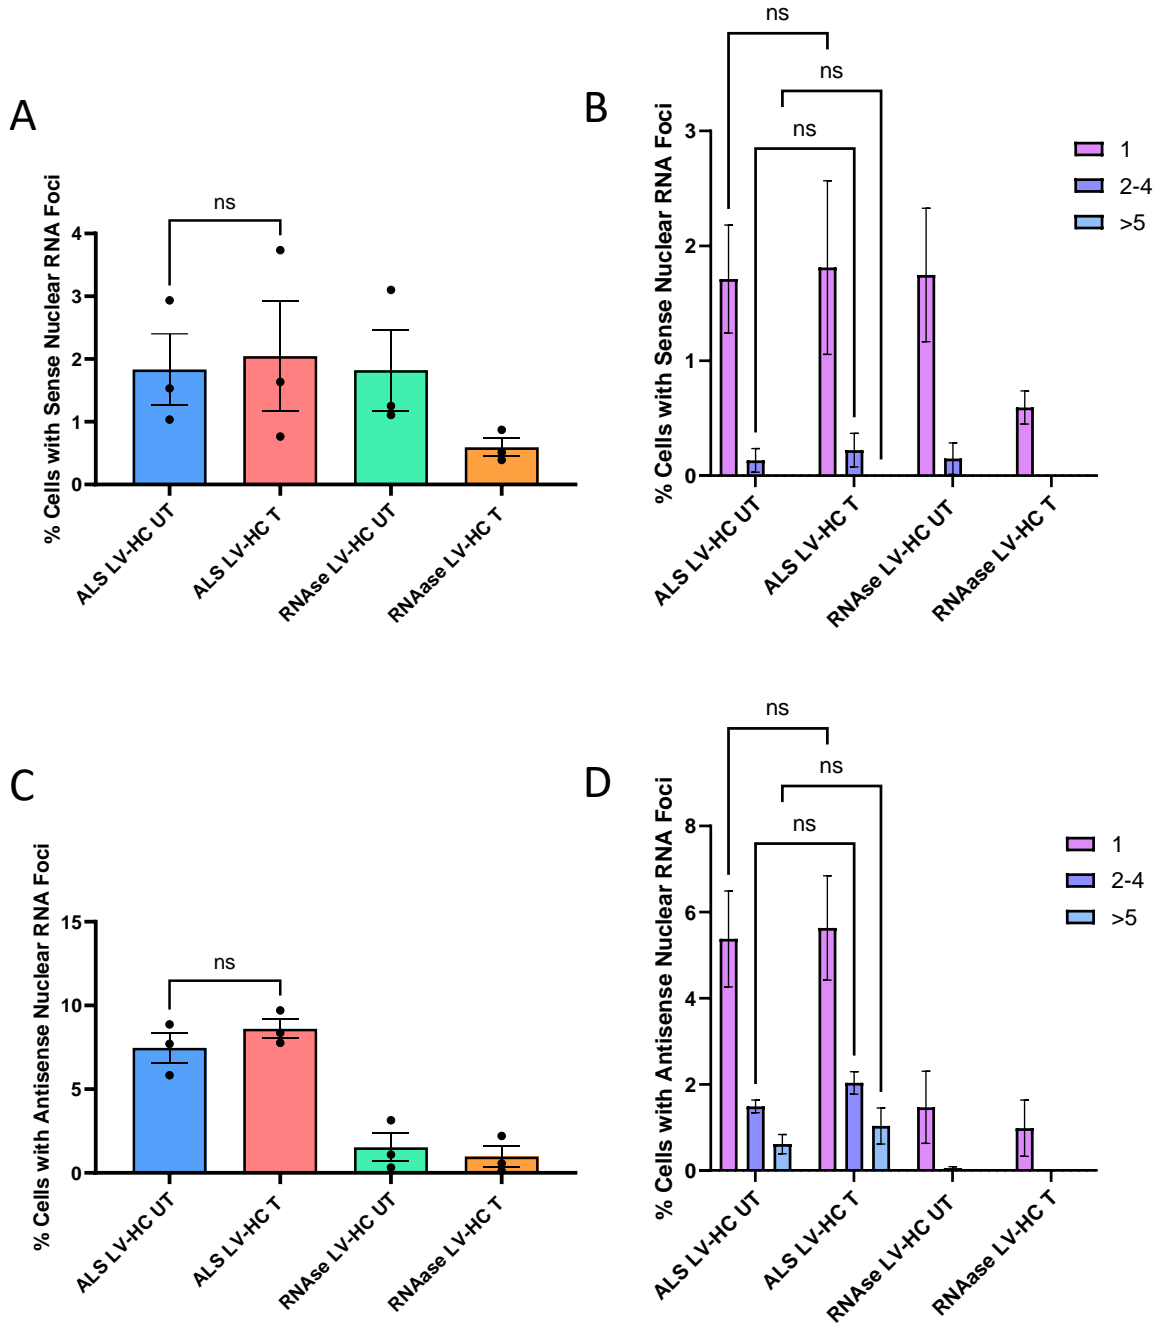 A
% Cells with Sense Nuclear RNA Foci
4
3
2
1
0
ns
ALS LV-HC UT
ALS LV-HC T
RNAse LV-HC UT
RNAase LV-HC T
B
% Cells with Sense Nuclear RNA Foci
3
2
1
0
ns
ns
ns
1
2-4
>5
ALS LV-HC UT
ALS LV-HC T
RNAse LV-HC UT
RNAase LV-HC T
C
% Cells with Antisense Nuclear RNA Foci
15
10
5
0
ns
ALS LV-HC UT
ALS LV-HC T
RNAse LV-HC UT
RNAase LV-HC T
D
% Cells with Antisense Nuclear RNA Foci
8
6
4
2
0
ns
ns
ns
1
2-4
>5
ALS LV-HC UT
ALS LV-HC T
RNAse LV-HC UT
RNAase LV-HC T